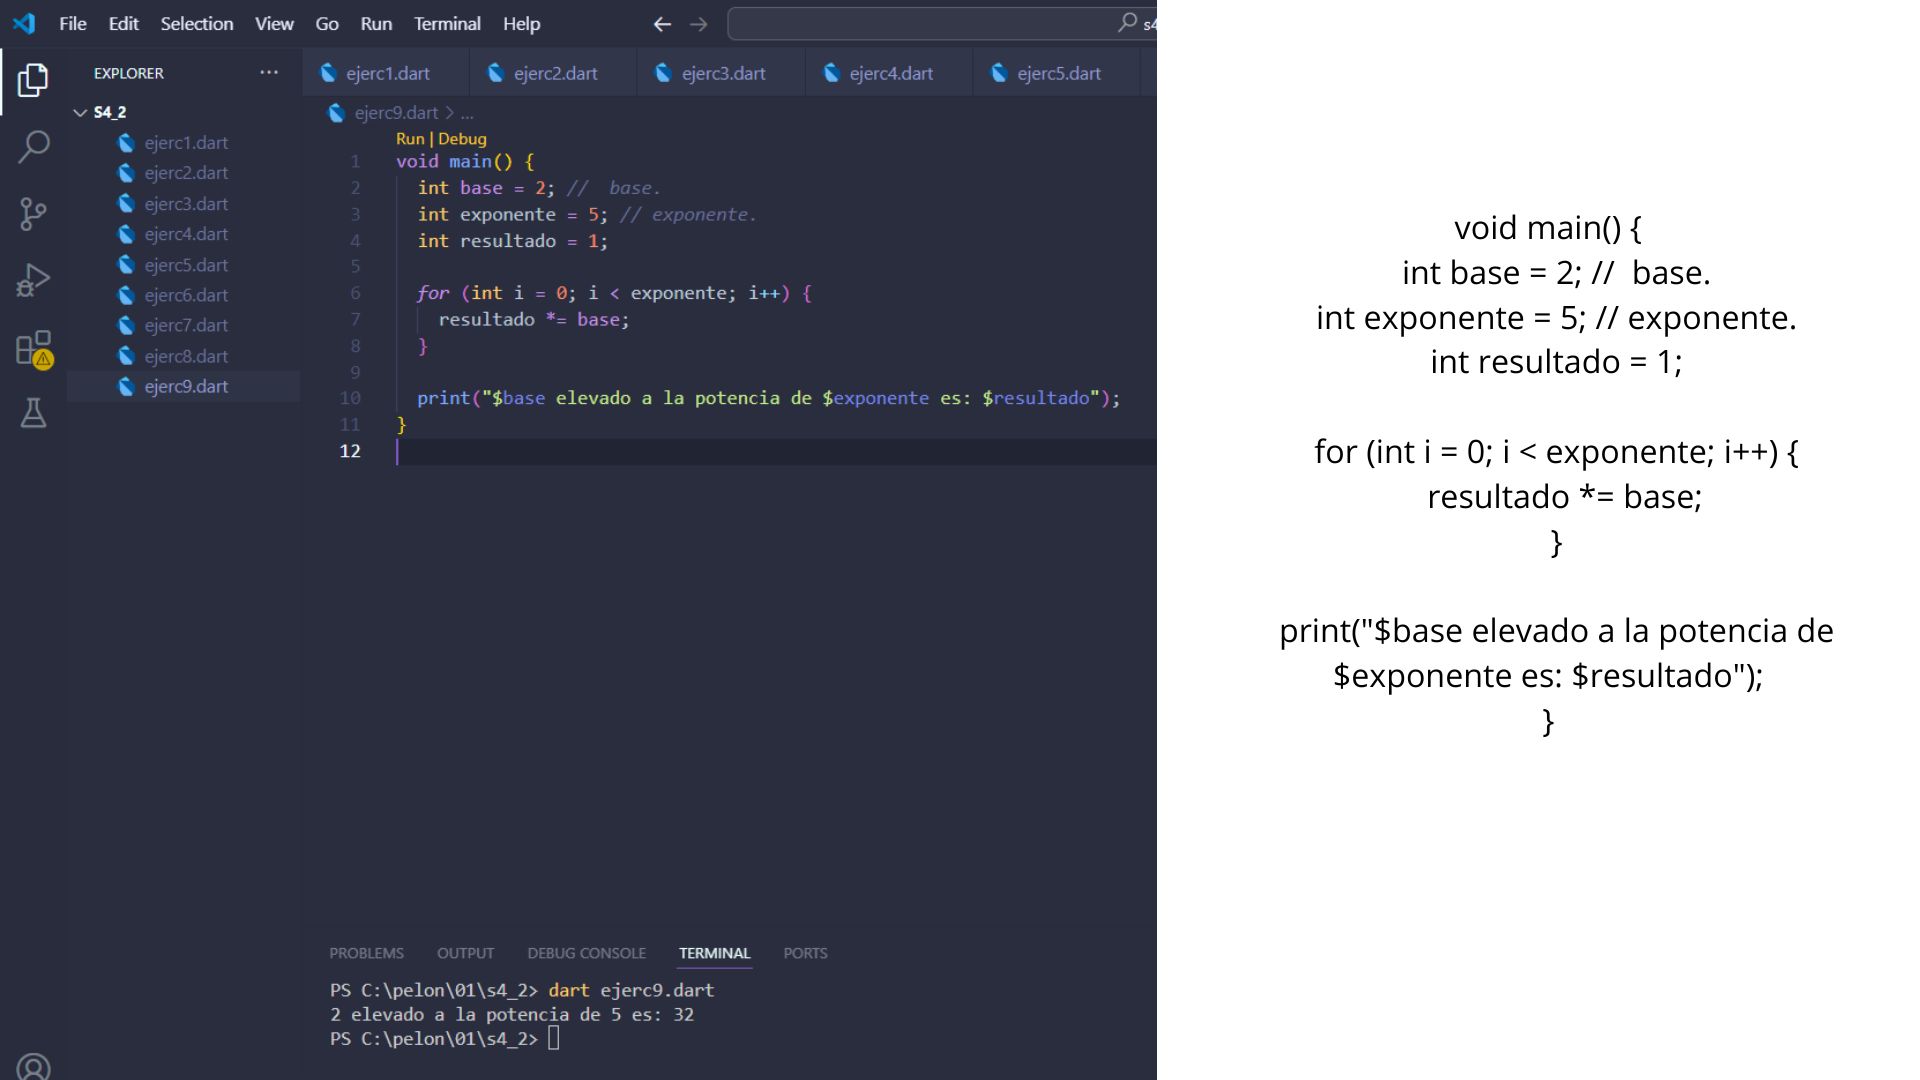 File Edit Selection View Go Run Terminal Help
s4
EXPLORER
S4_2
ejerc1.dart
ejerc2.dart
ejerc3.dart
ejerc4.dart
ejerc5.dart
ejerc6.dart
ejerc7.dart
ejerc8.dart
ejerc9.dart
ejerc1.dart ejerc2.dart ejerc3.dart ejerc4.dart ejerc5.dart
ejerc9.dart > ...
Run | Debug
1 void main() {
2 int base = 2; //  base.
3 int exponente = 5; // exponente.
4 int resultado = 1;
5
6 for (int i = 0; i < exponente; i++) {
7 resultado *= base;
8 }
9
10 print("$base elevado a la potencia de $exponente es: $resultado");
11 }
12
PROBLEMS OUTPUT DEBUG CONSOLE TERMINAL PORTS
PS C:\pelon\01\s4_2> dart ejerc9.dart
2 elevado a la potencia de 5 es: 32
PS C:\pelon\01\s4_2>
void main() {
int base = 2; //  base.
int exponente = 5; // exponente.
int resultado = 1;
for (int i = 0; i < exponente; i++) {
resultado *= base;
}
print("$base elevado a la potencia de
$exponente es: $resultado");
}